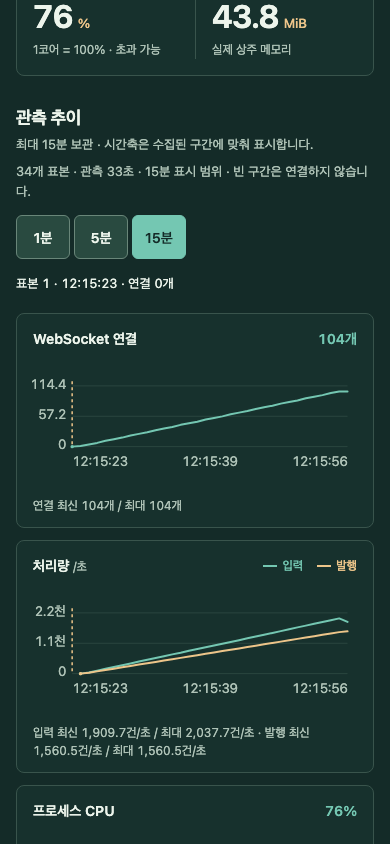 76 %
43.8 MiB
1코어 = 100% · 초과 가능
실제 상주 메모리
관측 추이
최대 15분 보관 · 시간축은 수집된 구간에 맞춰 표시합니다.
34개 표본 · 관측 33초 · 15분 표시 범위 · 빈 구간은 연결하지 않습니
다.
1분
5분
15분
표본 1 · 12:15:23 · 연결 0개
WebSocket 연결
104개
114.4
57.2
0
12:15:23
12:15:39
12:15:56
연결 최신 104개 / 최대 104개
처리량 /초
입력
발행
2.2천
1.1천
0
12:15:23
12:15:39
12:15:56
입력 최신 1,909.7건/초 / 최대 2,037.7건/초 · 발행 최신
1,560.5건/초 / 최대 1,560.5건/초
프로세스 CPU
76%